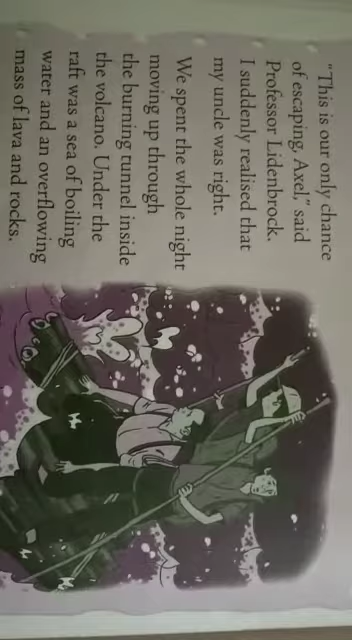 "This is our only chance
of escaping, Axel," said
Professor Lidenbrock.
I suddenly realised that
my uncle was right.
We spent the whole night
moving up through
the burning tunnel inside
the volcano. Under the
raft was a sea of boiling
water and an overflowing
mass of lava and rocks.